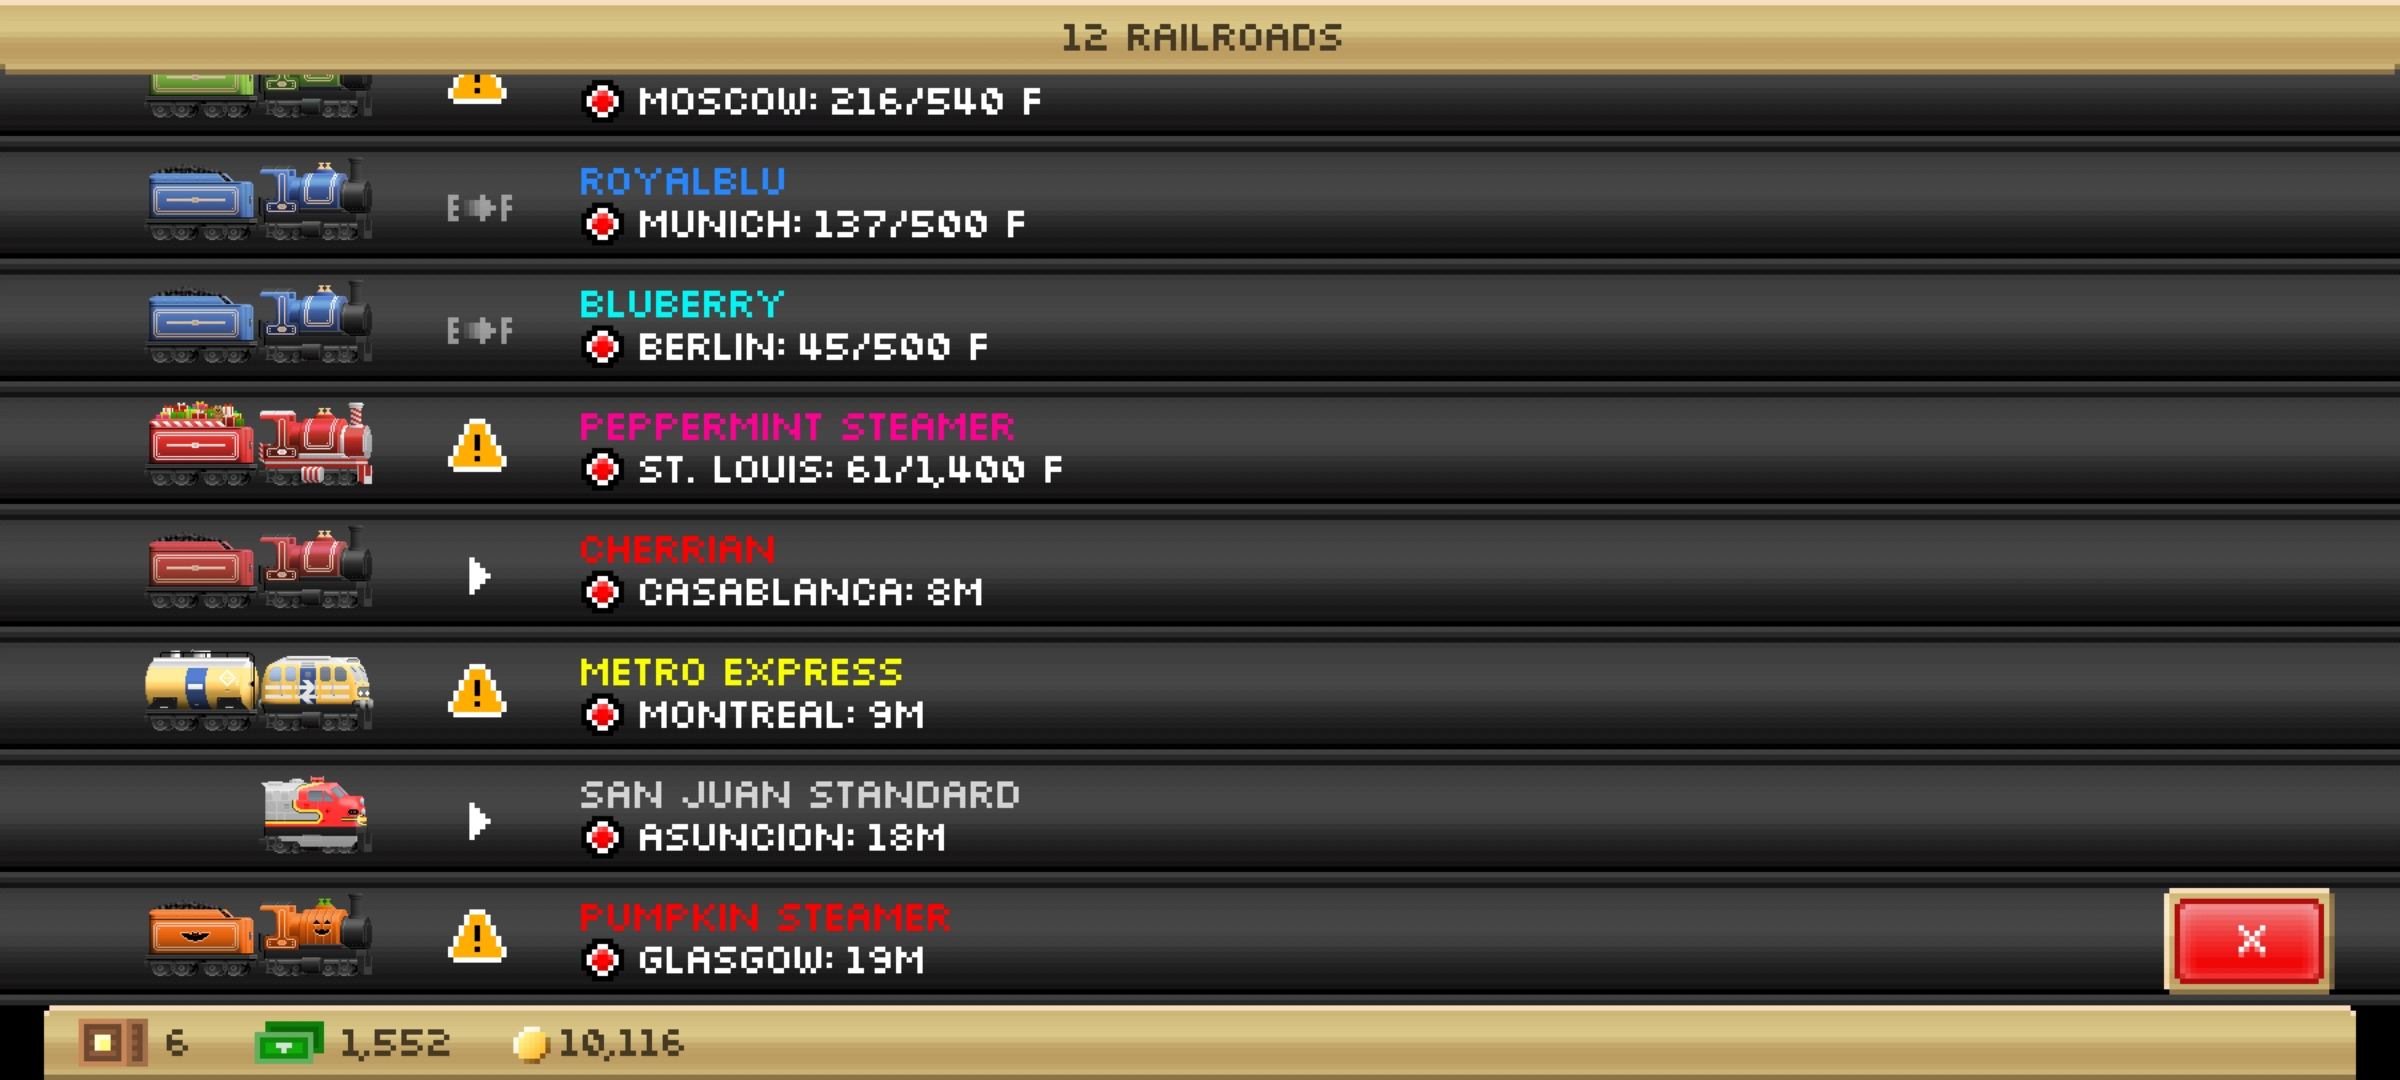 12 RAILROADS
MOSCOW: 216/540 F
ROYALBLU
E F
MUNICH: 137/500 F
BLUBERRY
E F
BERLIN: 45/500 F
PEPPERMINT STEAMER
!
ST. LOUIS: 61/1,400 F
CHERRIAN
CASABLANCA: 8M
METRO EXPRESS
!
MONTREAL: 9M
SAN JUAN STANDARD
ASUNCION: 18M
PUMPKIN STEAMER
!
GLASGOW: 19M
X
6 1,552 10,116